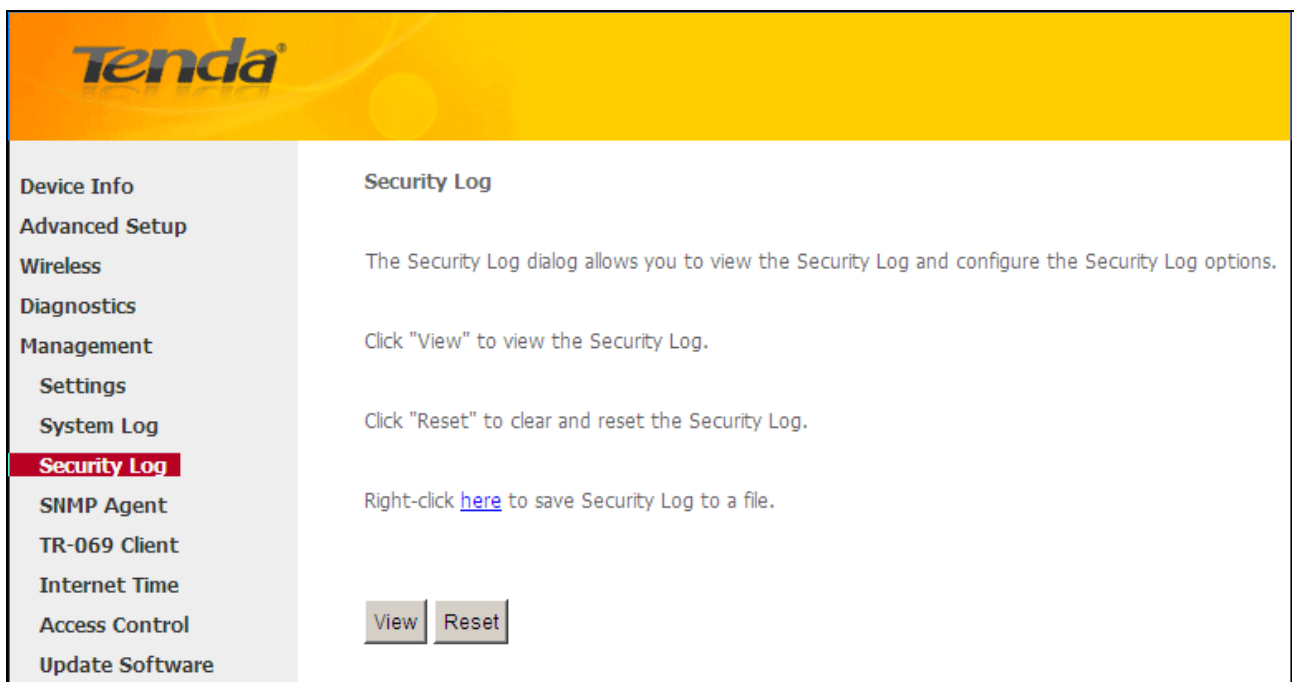 Tenda®
Device Info
Advanced Setup
Wireless
Diagnostics
Management
Settings
System Log
Security Log
SNMP Agent
TR-069 Client
Internet Time
Access Control
Update Software
Security Log
The Security Log dialog allows you to view the Security Log and configure the Security Log options.
Click "View" to view the Security Log.
Click "Reset" to clear and reset the Security Log.
Right-click here to save Security Log to a file.
View Reset